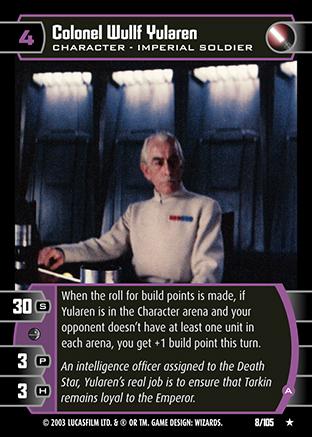 4
Colonel Wullf Yularen
CHARACTER - IMPERIAL SOLDIER
30 S
3 P
3 H
When the roll for build points is made, if
Yularen is in the Character arena and your
opponent doesn't have at least one unit in
each arena, you get +1 build point this turn.
An intelligence officer assigned to the Death
Star, Yularen's real job is to ensure that Tarkin
remains loyal to the Emperor.
A
© 2003 LUCASFILM LTD. & ® OR TM. GAME DESIGN: WIZARDS.
8/105